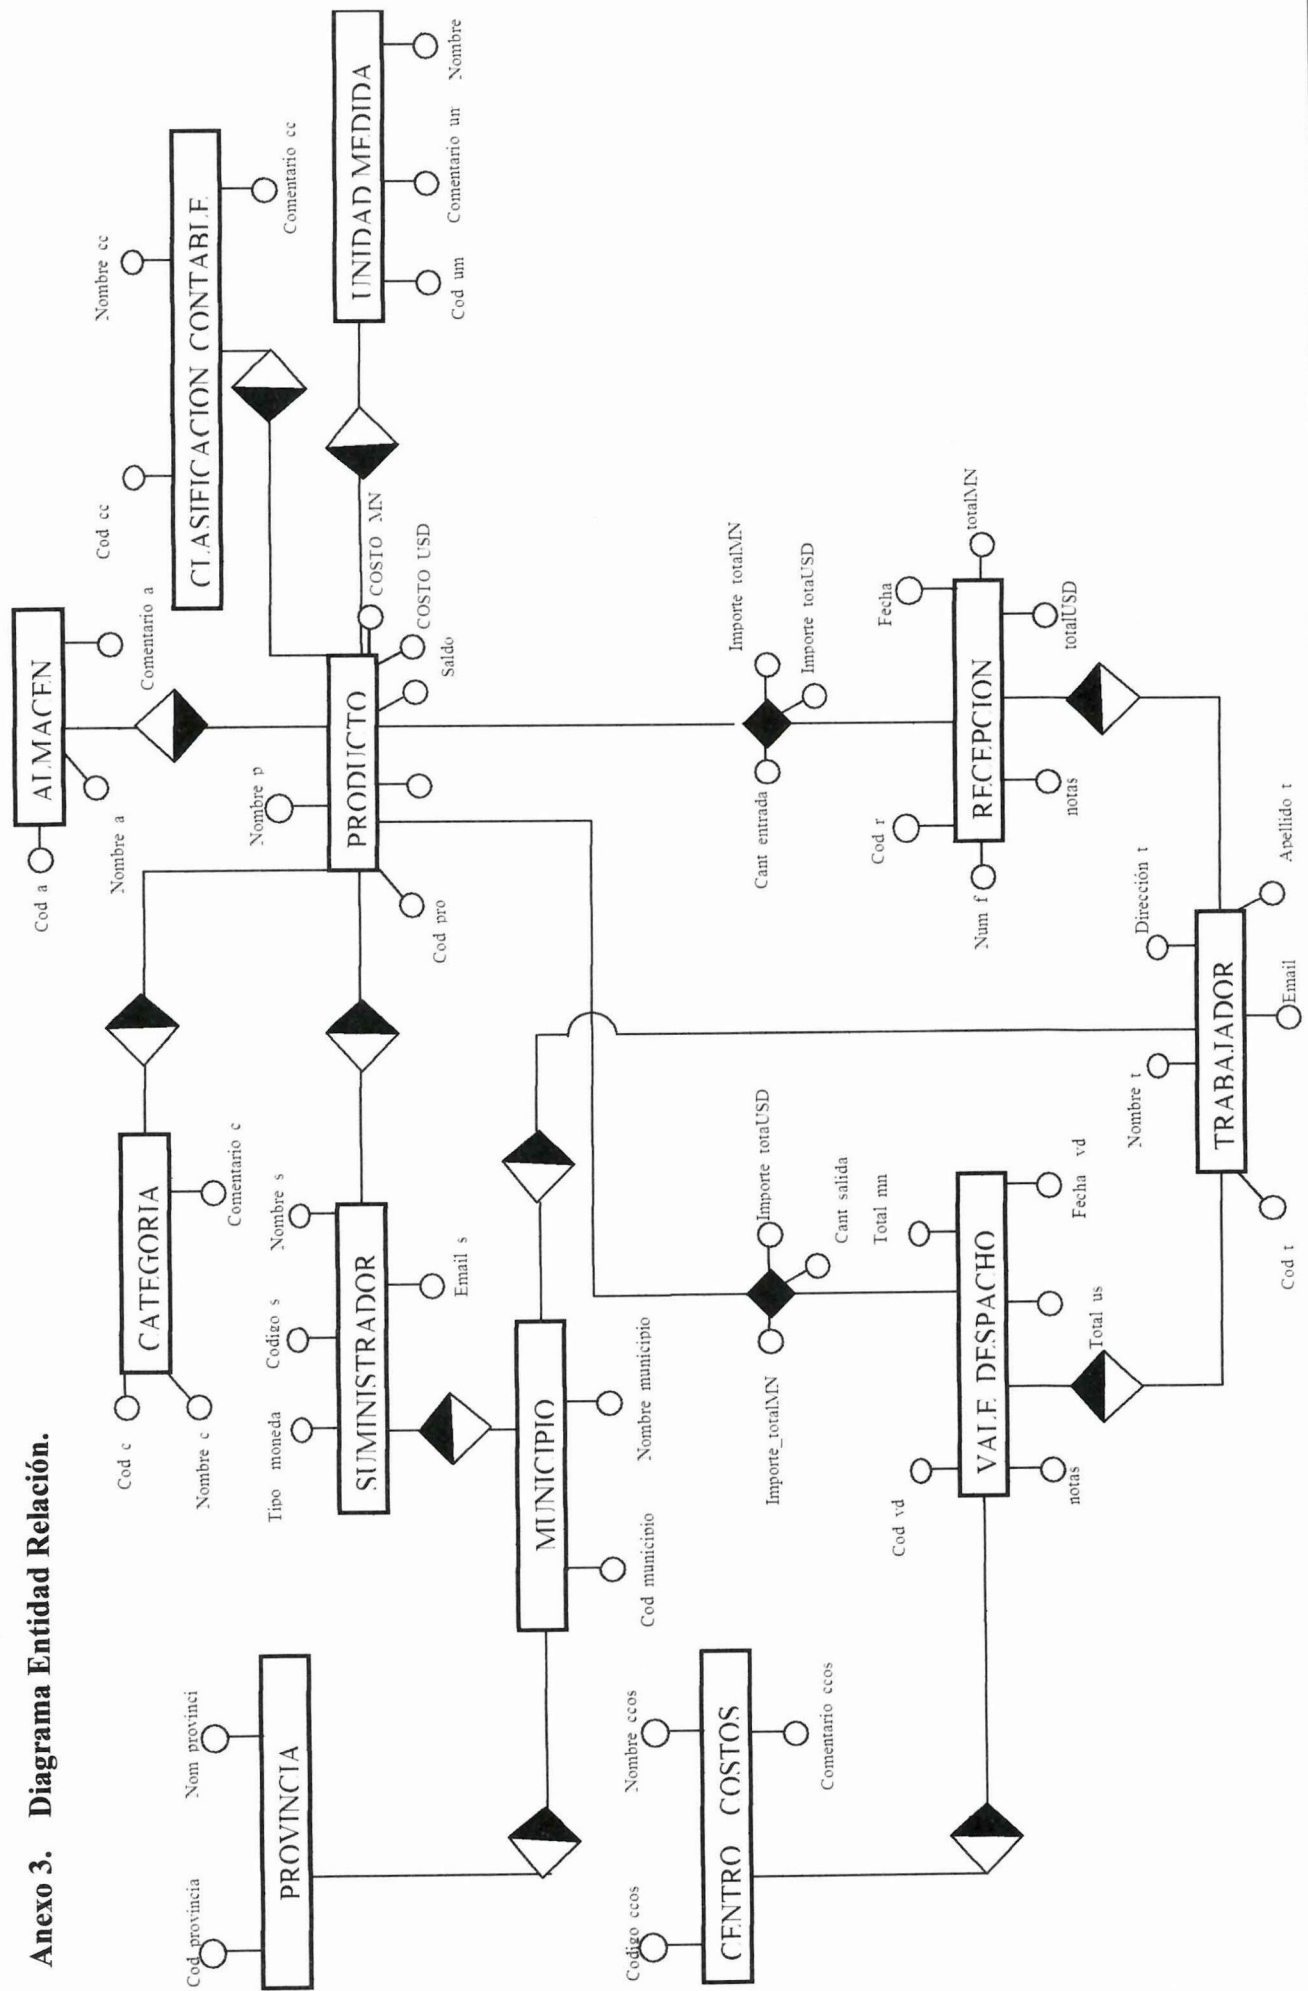 Anexo 3. Diagrama Entidad Relación.
Cod a
ALMACEN
Nombre a
Comentario a
Cod cc
Nombre cc
CLASIFICACION CONTABLE
Comentario cc
Cod c
CATEGORIA
Nombre c
Comentario c
Cod provincia
Nom provinci
PROVINCIA
Tipo moneda
Codigo s
Nombre s
SUMINISTRADOR
Email s
Nombre p
PRODUCTO
COSTO MN
COSTO USD
Saldo
Cod pro
UNIDAD MEDIDA
Cod um
Comentario un
Nombre
MUNICIPIO
Cod municipio
Nombre municipio
Codigo ccos
Nombre ccos
CENTRO COSTOS
Comentario ccos
Importe_totalMN
Importe totaUSD
Cant salida
Cant entrada
Importe totalMN
Importe totaUSD
Cod vd
Total mn
VALE DESPACHO
notas
Total us
Fecha vd
Cod r
Fecha
Num f
RECEPCION
totalMN
notas
totalUSD
Nombre t
Dirección t
TRABAJADOR
Cod t
Email
Apellido t